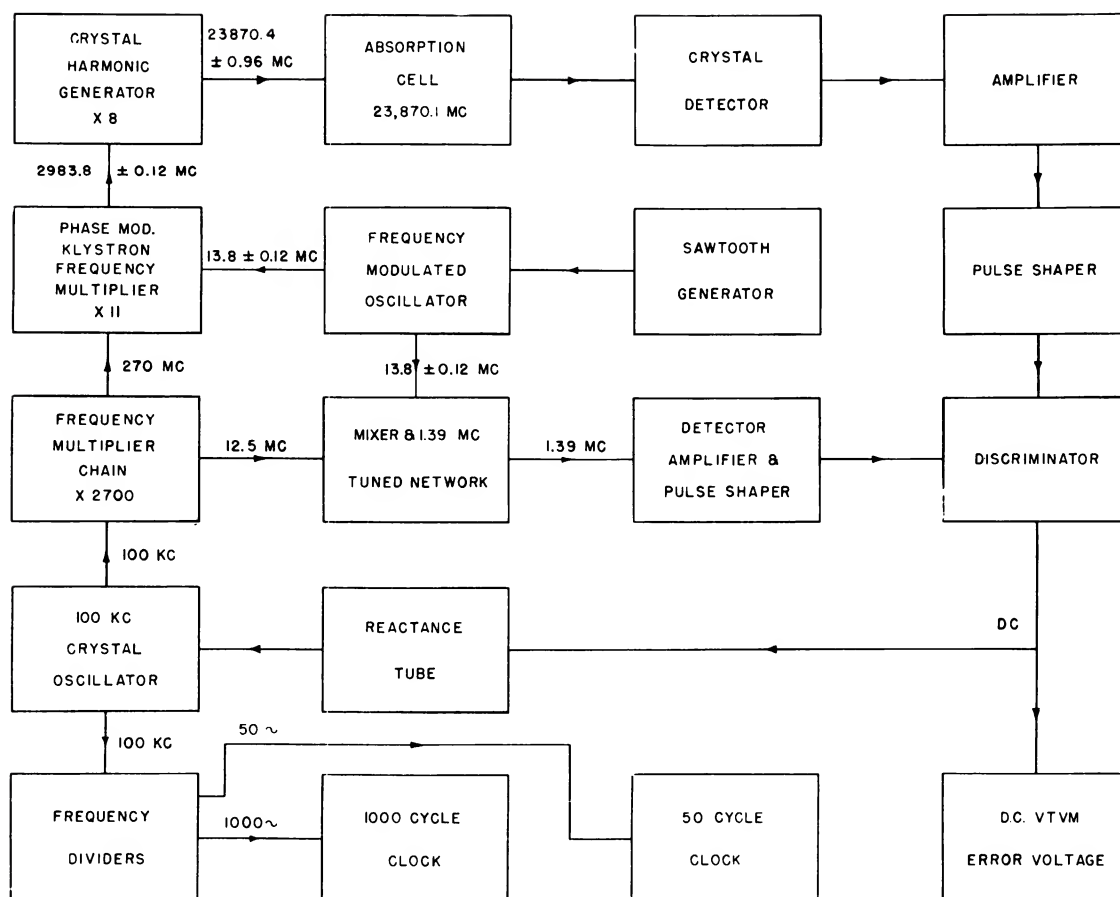 CRYSTAL
HARMONIC
GENERATOR
X 8
23870.4
± 0.96 MC
ABSORPTION
CELL
23,870.1 MC
CRYSTAL
DETECTOR
AMPLIFIER
2983.8 ± 0.12 MC
PHASE MOD.
KLYSTRON
FREQUENCY
MULTIPLIER
X 11
13.8 ± 0.12 MC
FREQUENCY
MODULATED
OSCILLATOR
SAWTOOTH
GENERATOR
PULSE SHAPER
270 MC
13.8 ± 0.12 MC
FREQUENCY
MULTIPLIER
CHAIN
X 2700
12.5 MC
MIXER & 1.39 MC
TUNED NETWORK
1.39 MC
DETECTOR
AMPLIFIER &
PULSE SHAPER
DISCRIMINATOR
100 KC
100 KC
CRYSTAL
OSCILLATOR
REACTANCE
TUBE
DC
100 KC
50 ~
FREQUENCY
DIVIDERS
1000 ~
1000 CYCLE
CLOCK
50 CYCLE
CLOCK
D.C. VTVM
ERROR VOLTAGE